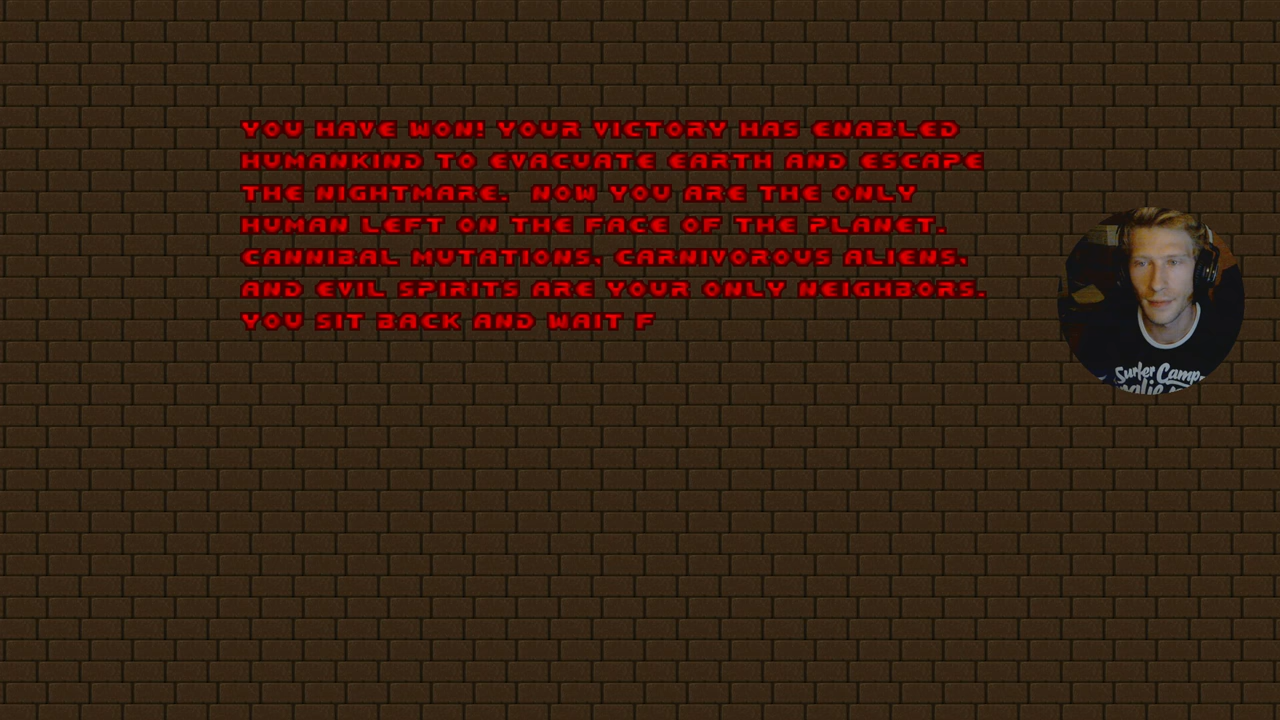 YOU HAVE WON! YOUR VICTORY HAS ENABLED
HUMANKIND TO EVACUATE EARTH AND ESCAPE
THE NIGHTMARE.  NOW YOU ARE THE ONLY
HUMAN LEFT ON THE FACE OF THE PLANET.
CANNIBAL MUTATIONS, CARNIVOROUS ALIENS,
AND EVIL SPIRITS ARE YOUR ONLY NEIGHBORS.
YOU SIT BACK AND WAIT F
Surfer Camp